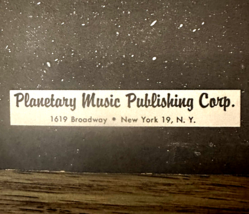 Planetary Music Publishing Corp.
1619 Broadway • New York 19, N. Y.